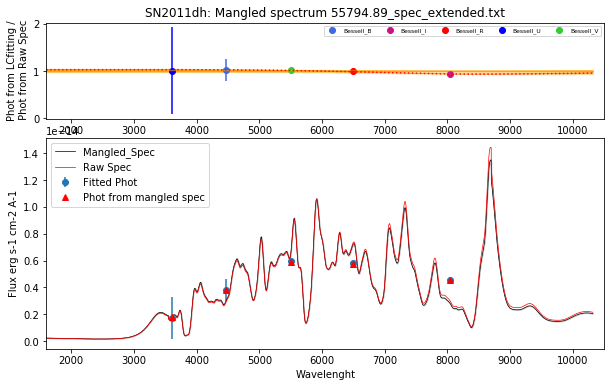 SN2011dh: Mangled spectrum 55794.89_spec_extended.txt
Phot from LCfitting /
Phot from Raw Spec
2
1
0
Bessell_B
Bessell_I
Bessell_R
Bessell_U
Bessell_V
2000
3000
4000
5000
6000
7000
8000
9000
10000
1e−14
Flux erg s-1 cm-2 A-1
1.4
1.2
1.0
0.8
0.6
0.4
0.2
0.0
Mangled_Spec
Raw Spec
Fitted Phot
Phot from mangled spec
2000
3000
4000
5000
6000
7000
8000
9000
10000
Wavelenght